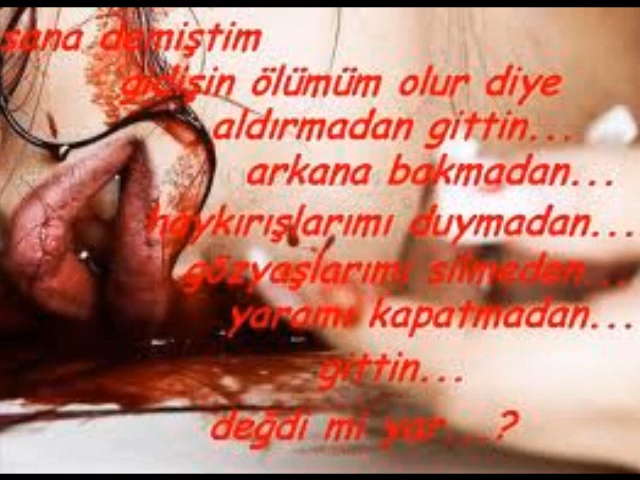 sana demiştim
gidişin ölümüm olur diye
aldırmadan gittin...
arkana bakmadan...
haykırışlarımı duymadan....
gözyaşlarımı silmeden....
yaramı kapatmadan...
gittin...
değdi mi yar....?